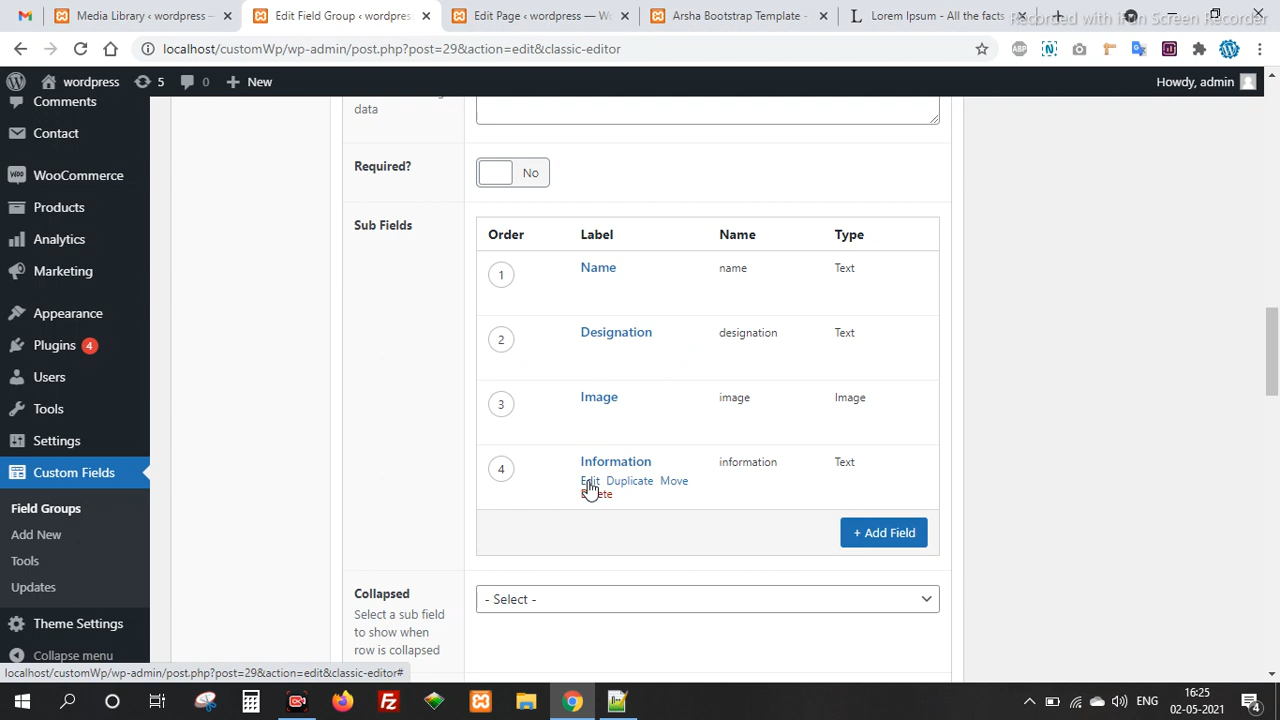 Media Library ‹ wordpress —
Edit Field Group ‹ wordpress
Edit Page ‹ wordpress — W
Arsha Bootstrap Template -
Lorem Ipsum - All the facts
Recorded with iFun Screen Recorder
localhost/customWp/wp-admin/post.php?post=29&action=edit&classic-editor
wordpress
5
0
New
Howdy, admin
Comments
Contact
WooCommerce
Products
Analytics
Marketing
Appearance
Plugins 4
Users
Tools
Settings
Custom Fields
Field Groups
Add New
Tools
Updates
Theme Settings
Collapse menu
data
Required?
No
Sub Fields
Order Label Name Type
1 Name name Text
2 Designation designation Text
3 Image image Image
4 Information information Text
Edit Duplicate Move
+ Add Field
Collapsed
Select a sub field
to show when
row is collapsed
- Select -
localhost/customWp/wp-admin/post.php?post=29&action=edit&classic-editor#
ENG
16:25
02-05-2021
4